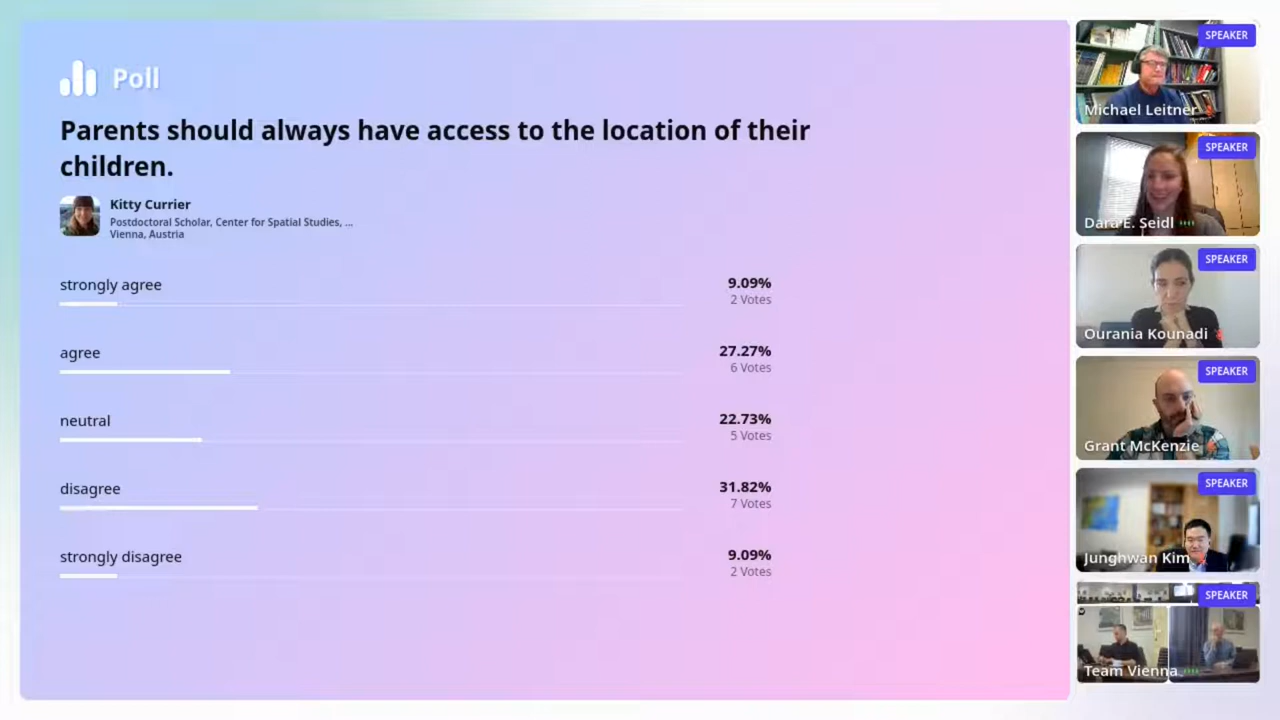 Poll
Parents should always have access to the location of their
children.
Kitty Currier
Postdoctoral Scholar, Center for Spatial Studies, ...
Vienna, Austria
strongly agree
9.09%
2 Votes
agree
27.27%
6 Votes
neutral
22.73%
5 Votes
disagree
31.82%
7 Votes
strongly disagree
9.09%
2 Votes
SPEAKER
Michael Leitner
SPEAKER
Dara E. Seidl
SPEAKER
Ourania Kounadi
SPEAKER
Grant McKenzie
SPEAKER
Junghwan Kim
SPEAKER
Team Vienna